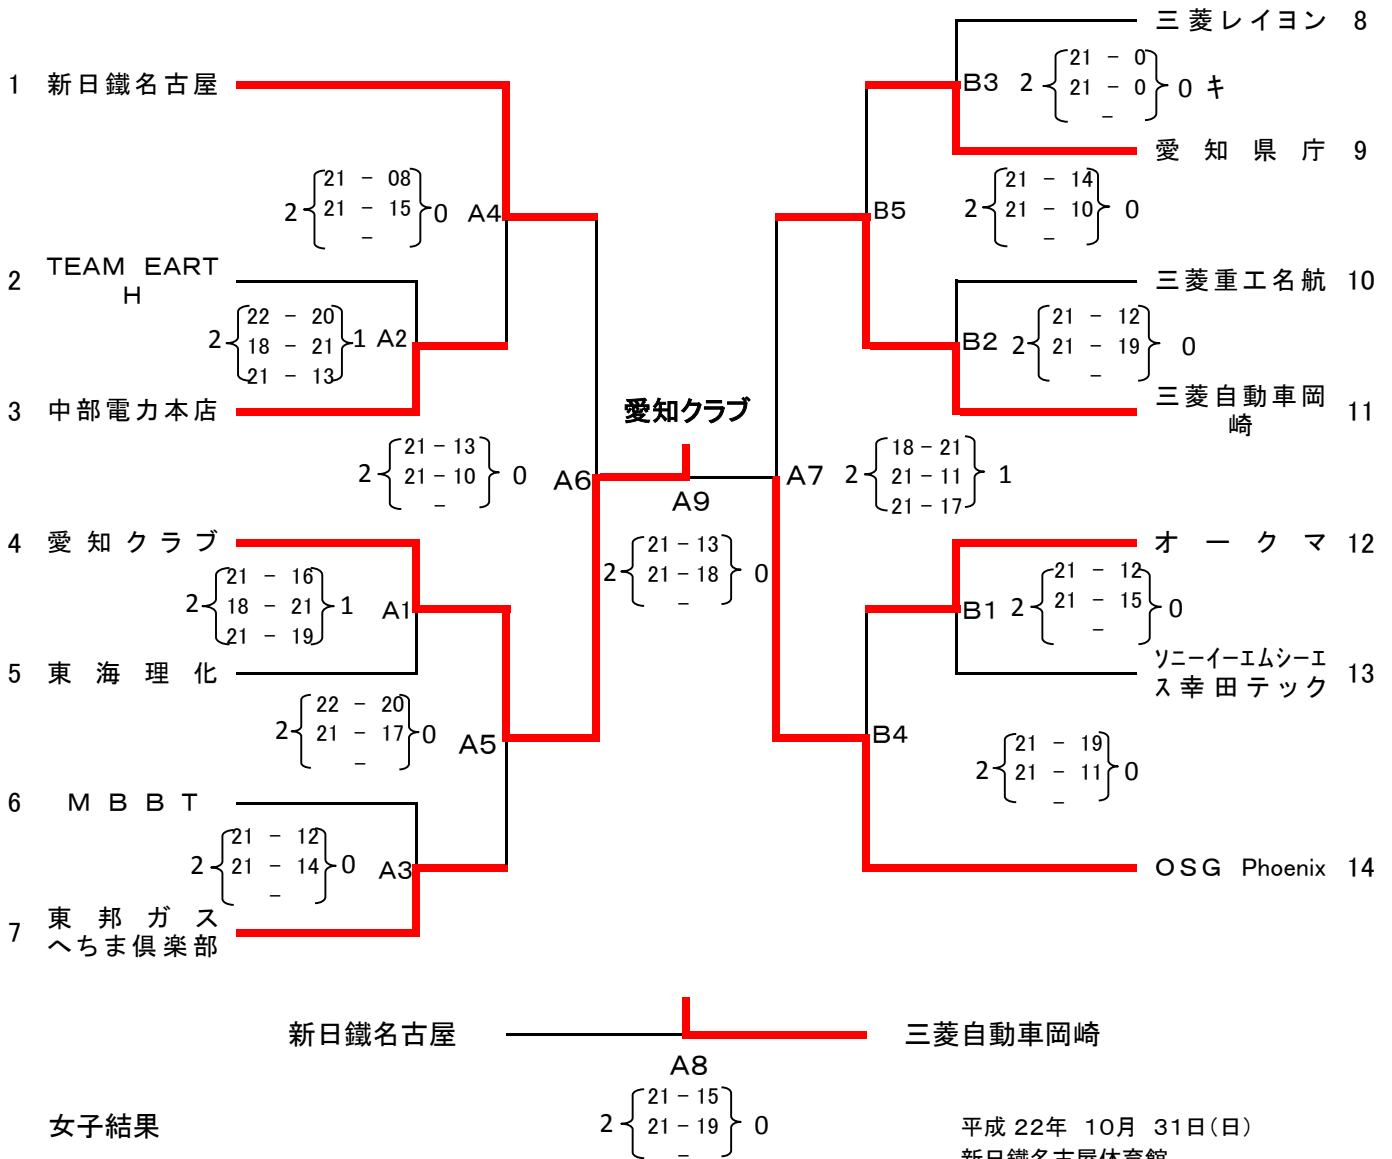 三菱レイヨン 8
21 - 0
B3 2 21 - 0 0 キ
-
1 新日鐵名古屋
愛知県庁 9
21 - 08
2 21 - 15 0 A4
-
21 - 14
B5 2 21 - 10 0
-
2 TEAM EART
H
三菱重工名航 10
22 - 20
2 18 - 21 1 A2
21 - 13
21 - 12
B2 2 21 - 19 0
-
3 中部電力本店
愛知クラブ
三菱自動車岡
崎 11
21 - 13
2 21 - 10 0 A6
-
18 - 21
A7 2 21 - 11 1
21 - 17
A9
21 - 13
2 21 - 18 0
-
4 愛知クラブ
オークマ 12
21 - 16
2 18 - 21 1 A1
21 - 19
21 - 12
B1 2 21 - 15 0
-
5 東海理化
ソニーイーエムシーエ
ス幸田テック 13
22 - 20
2 21 - 17 0 A5
-
B4
21 - 19
2 21 - 11 0
-
6 MBBT
21 - 12
2 21 - 14 0 A3
-
OSG Phoenix 14
7 東邦ガス
へちま倶楽部
新日鐵名古屋 三菱自動車岡崎
A8
21 - 15
2 21 - 19 0
-
女子結果
平成 22年 10月 31日(日)
新日鐵名古屋体育館